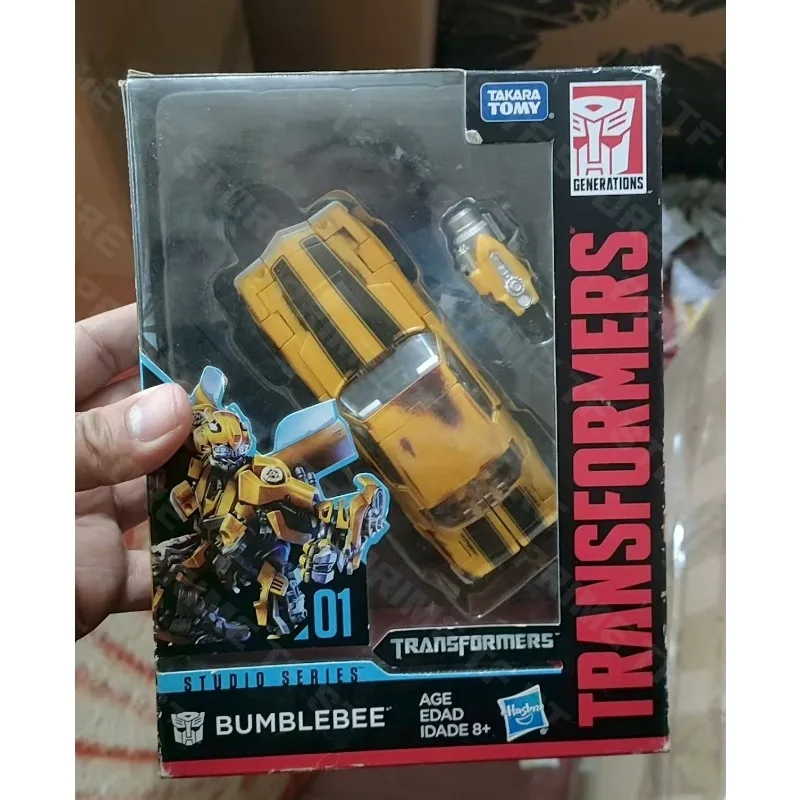 TAKARA
TOMY
GENERATIONS
TRANSFORMERS
01
TRANSFORMERS
STUDIO SERIES
BUMBLEBEE
AGE
EDAD
IDADE 8+
Hasbro